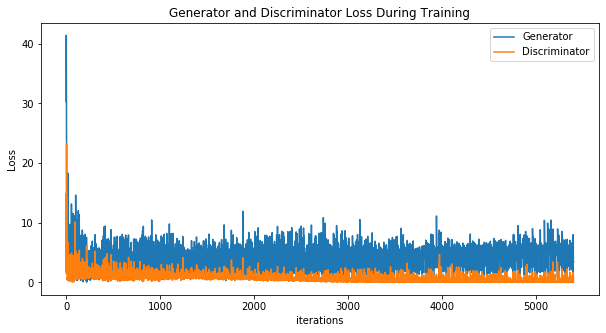 Generator and Discriminator Loss During Training
Generator
Discriminator
40
30
20
10
0
Loss
0 1000 2000 3000 4000 5000
iterations